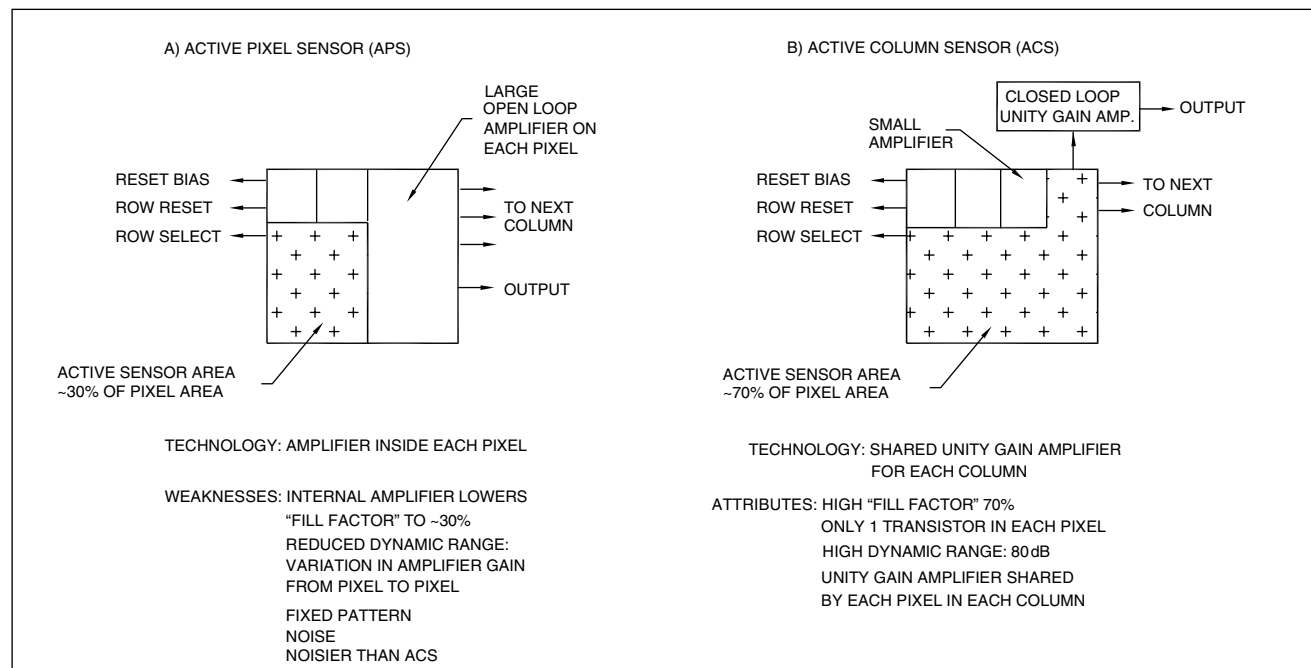 A) ACTIVE PIXEL SENSOR (APS)
LARGE
OPEN LOOP
AMPLIFIER ON
EACH PIXEL
RESET BIAS
ROW RESET
ROW SELECT
TO NEXT
COLUMN
OUTPUT
ACTIVE SENSOR AREA
~30% OF PIXEL AREA
TECHNOLOGY: AMPLIFIER INSIDE EACH PIXEL
WEAKNESSES: INTERNAL AMPLIFIER LOWERS
“FILL FACTOR” TO ~30%
REDUCED DYNAMIC RANGE:
VARIATION IN AMPLIFIER GAIN
FROM PIXEL TO PIXEL
FIXED PATTERN
NOISE
NOISIER THAN ACS
B) ACTIVE COLUMN SENSOR (ACS)
CLOSED LOOP
UNITY GAIN AMP.
OUTPUT
SMALL
AMPLIFIER
RESET BIAS
ROW RESET
ROW SELECT
TO NEXT
COLUMN
ACTIVE SENSOR AREA
~70% OF PIXEL AREA
TECHNOLOGY: SHARED UNITY GAIN AMPLIFIER
FOR EACH COLUMN
ATTRIBUTES: HIGH “FILL FACTOR” 70%
ONLY 1 TRANSISTOR IN EACH PIXEL
HIGH DYNAMIC RANGE: 80 dB
UNITY GAIN AMPLIFIER SHARED
BY EACH PIXEL IN EACH COLUMN